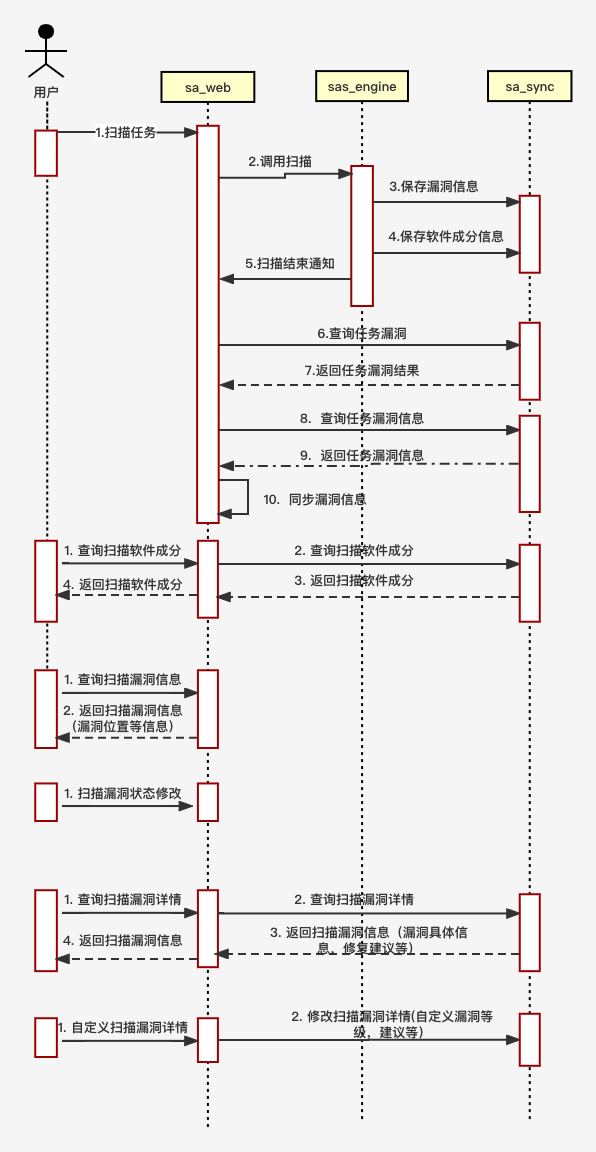 用户
sa_web
sas_engine
sa_sync
1.扫描任务
2.调用扫描
3.保存漏洞信息
4.保存软件成分信息
5.扫描结束通知
6.查询任务漏洞
7.返回任务漏洞结果
8. 查询任务漏洞信息
9. 返回任务漏洞信息
10. 同步漏洞信息
1. 查询扫描软件成分
2. 查询扫描软件成分
4. 返回扫描软件成分
3. 返回扫描软件成分
1. 查询扫描漏洞信息
2. 返回扫描漏洞信息
（漏洞位置等信息）
1. 扫描漏洞状态修改
1. 查询扫描漏洞详情
2. 查询扫描漏洞详情
4. 返回扫描漏洞信息
3. 返回扫描漏洞信息（漏洞具体信
息，修复建议等）
1. 自定义扫描漏洞详情
2. 修改扫描漏洞详情(自定义漏洞等
级，建议等）